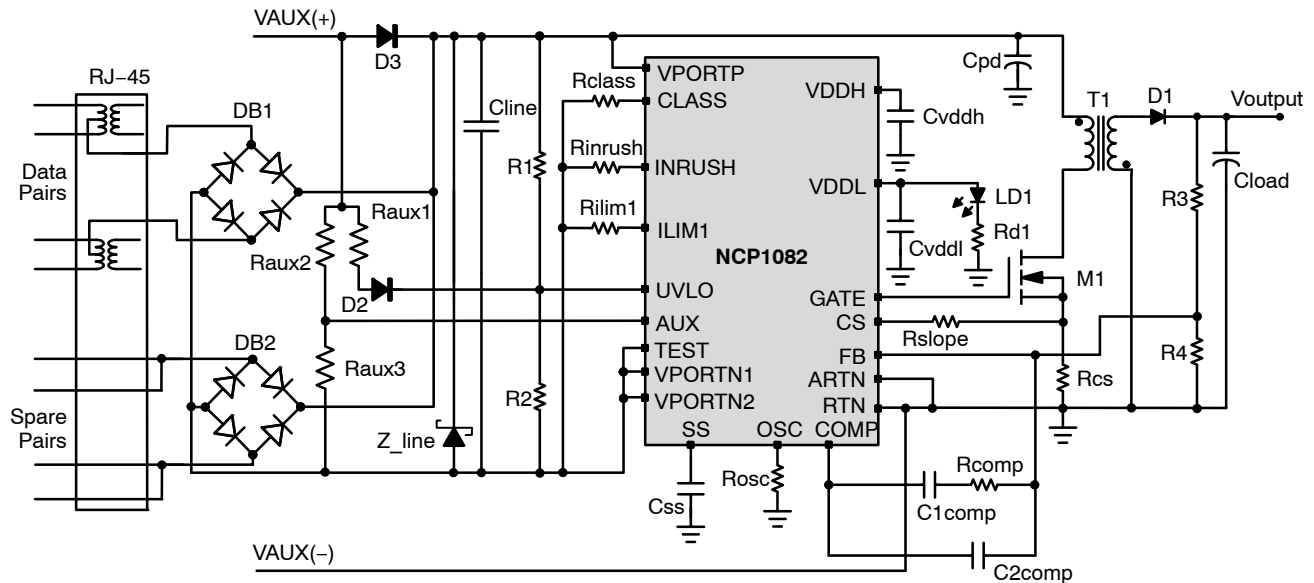 VAUX(+)
D3
RJ−45
DB1
Data
Pairs
Cline
R1
Raux1
Raux2
D2
Raux3
DB2
R2
Spare
Pairs
Z_line
Rclass
Rinrush
Rilim1
VPORTP
CLASS
INRUSH
ILIM1
NCP1082
UVLO
AUX
TEST
VPORTN1
VPORTN2
VDDH
VDDL
GATE
CS
FB
ARTN
RTN
SS
OSC
COMP
Cpd
Cvddh
T1
D1
Voutput
Cload
LD1
Rd1
Cvddl
M1
R3
Rslope
Rcs
R4
Css
Rosc
Rcomp
C1comp
C2comp
VAUX(−)